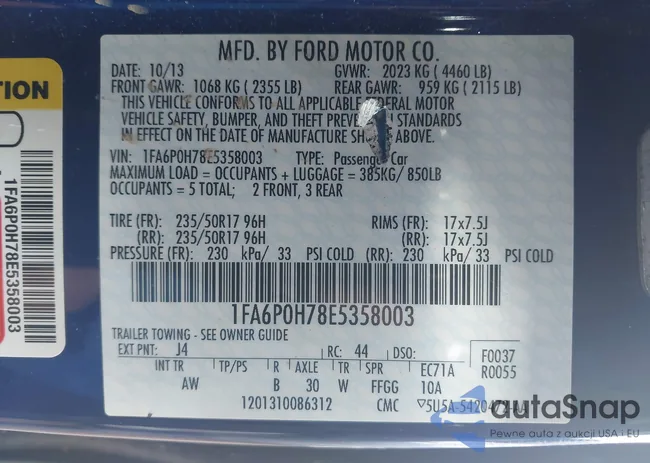 MFD. BY FORD MOTOR CO.
DATE: 10/13 GVWR: 2023 KG ( 4460 LB)
FRONT GAWR: 1068 KG ( 2355 LB) REAR GAWR: 959 KG ( 2115 LB)
THIS VEHICLE CONFORMS TO ALL APPLICABLE FEDERAL MOTOR
VEHICLE SAFETY, BUMPER, AND THEFT STANDARDS
IN EFFECT ON THE DATE OF MANUFACTURE ABOVE.
VIN: 1FA6P0H78E5358003 TYPE: Passenger Car
MAXIMUM LOAD = OCCUPANTS + LUGGAGE = 385KG/ 850LB
OCCUPANTS = 5 TOTAL; 2 FRONT, 3 REAR
TIRE (FR): 235/50R17 96H RIMS (FR): 17x7.5J
(RR): 235/50R17 96H (RR): 17x7.5J
PRESSURE (FR): 230 kPa/ 33 PSI COLD (RR): 230 kPa/ 33 PSI COLD
1FA6P0H78E5358003
TRAILER TOWING - SEE OWNER GUIDE
EXT PNT: J4 RC: 44 DSO: F0037
INT TR TP/PS R AXLE TR SPR EC71A R0055
AW B 30 W FFGG 10A
1201310086312 CMC
TION
1FA6P0H78E5358003
autoSnap
Pewne auta z aukcji USA i EU